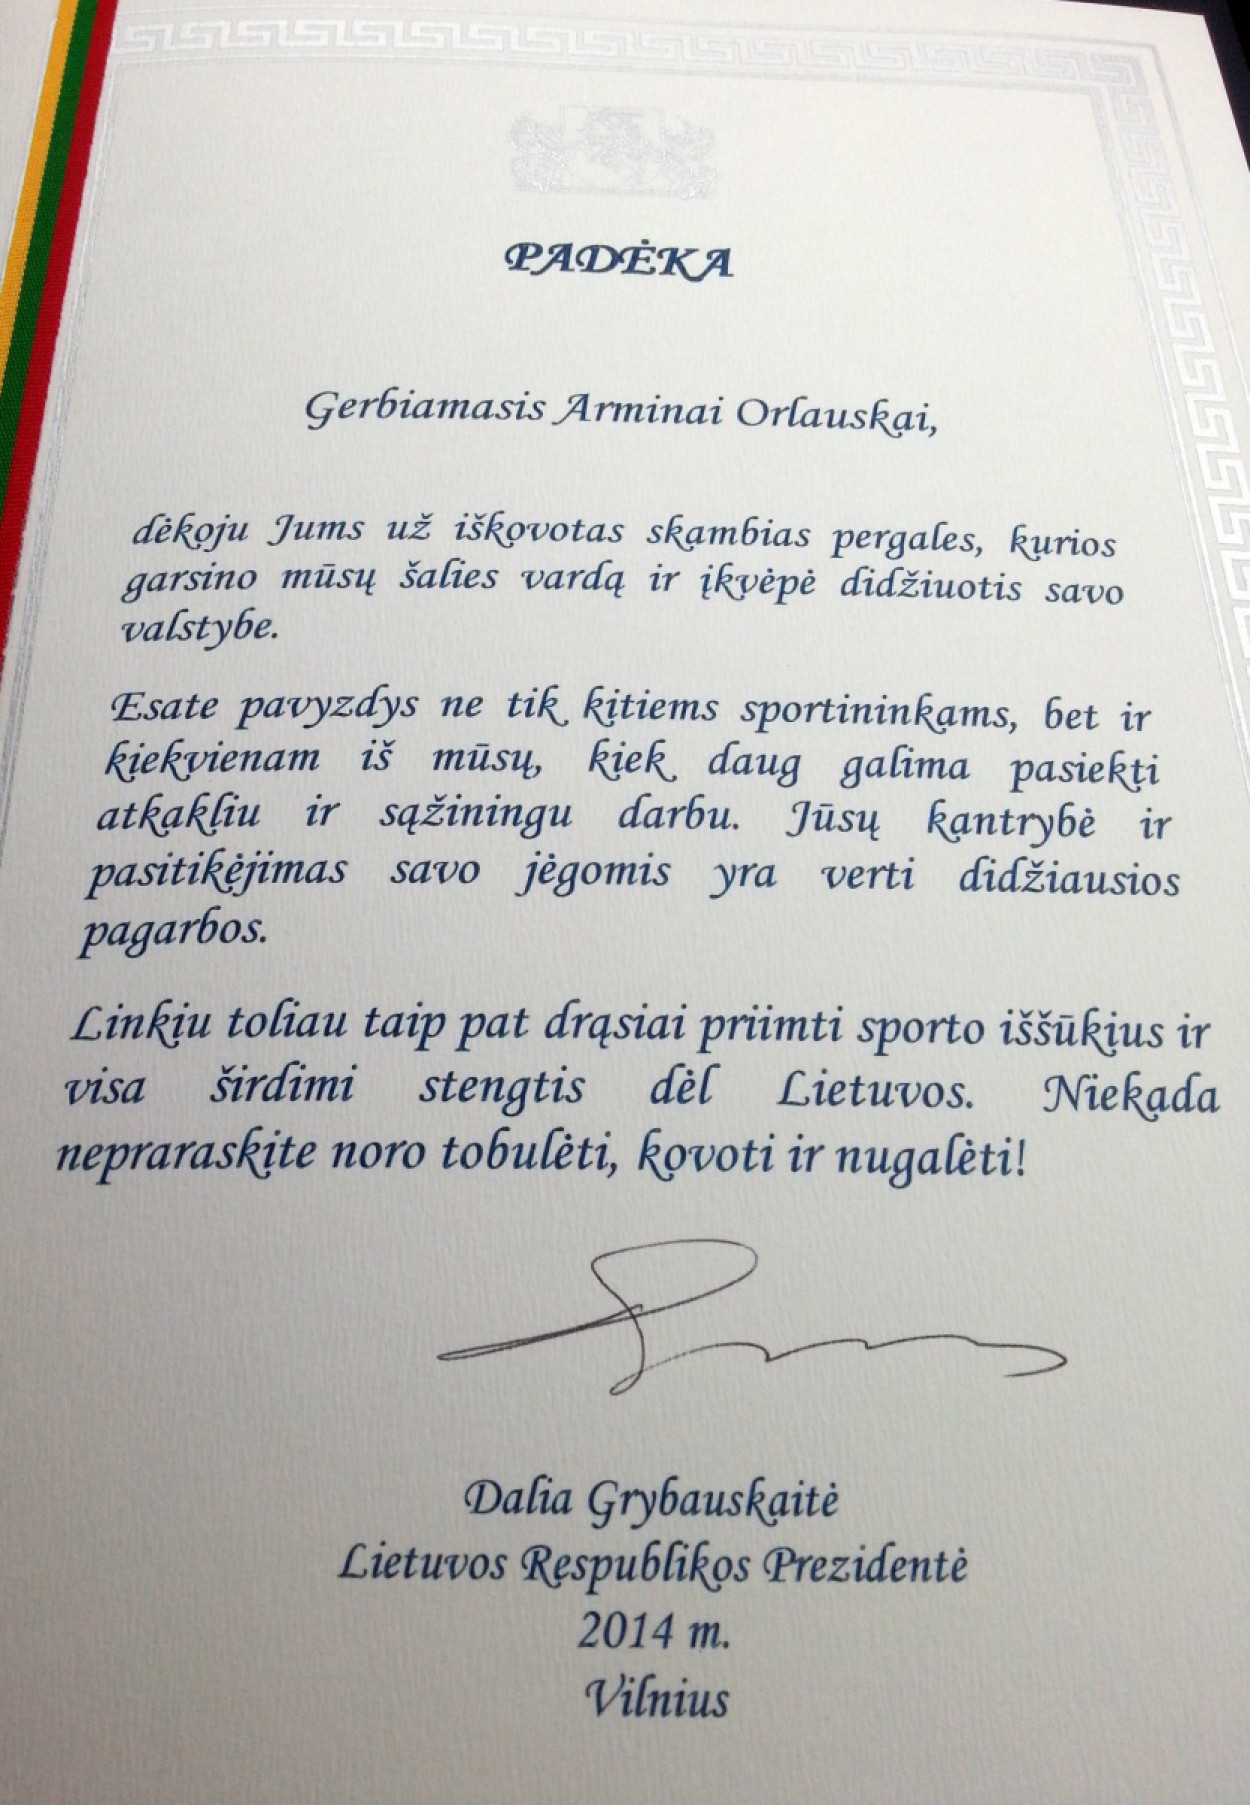 PADĖKA
Gerbiamasis Arminai Orlauskai,
dėkoju Jums už iškovotas skambias pergales, kurios
garsino mūsų šalies vardą ir įkvėpė didžiuotis savo
valstybe.
Esate pavyzdys ne tik kitiems sportininkams, bet ir
kiekvienam iš mūsų, kiek daug galima pasiekti
atkakliu ir sąžiningu darbu. Jūsų kantrybė ir
pasitikėjimas savo jėgomis yra verti didžiausios
pagarbos.
Linkiu toliau taip pat drąsiai priimti sporto iššūkius ir
visa širdimi stengtis dėl Lietuvos. Niekada
nepraraskite noro tobulėti, kovoti ir nugalėti!
Dalia Grybauskaitė
Lietuvos Respublikos Prezidentė
2014 m.
Vilnius